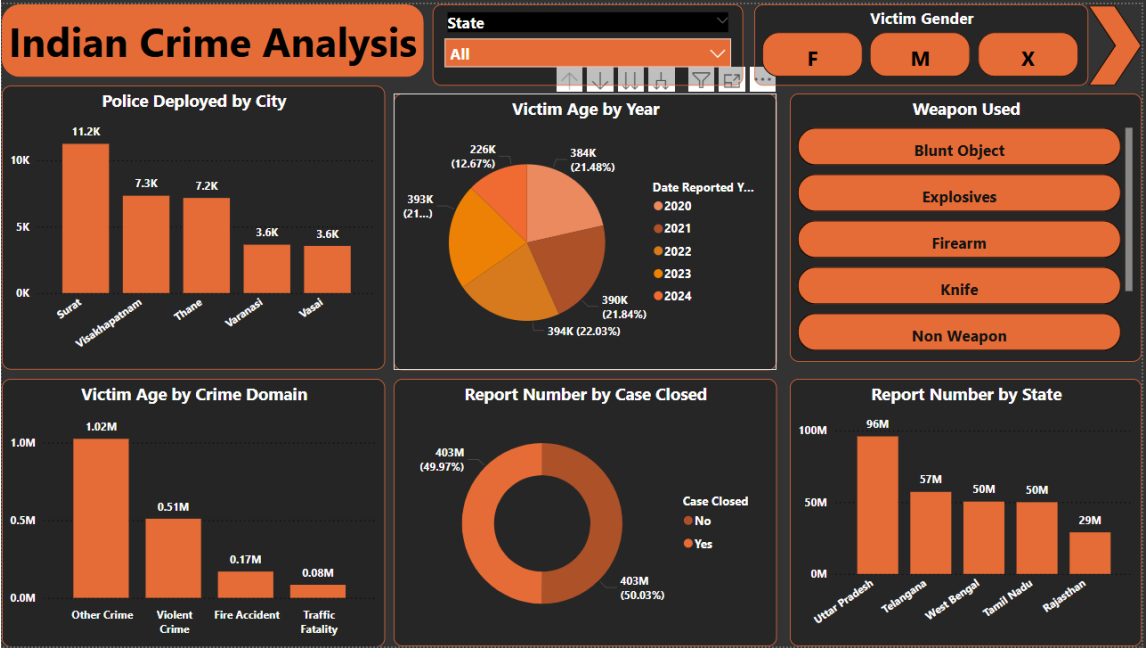 Indian Crime Analysis
State
All
Victim Gender
F
M
X
Police Deployed by City
11.2K
7.3K
7.2K
3.6K
3.6K
10K
5K
0K
Surat
Visakhapatnam
Thane
Varanasi
Vasai
Victim Age by Year
226K
(12.67%)
384K
(21.48%)
393K
(21...)
390K
(21.84%)
394K (22.03%)
Date Reported Y...
2020
2021
2022
2023
2024
Weapon Used
Blunt Object
Explosives
Firearm
Knife
Non Weapon
Victim Age by Crime Domain
1.02M
0.51M
0.17M
0.08M
1.0M
0.5M
0.0M
Other Crime
Violent
Crime
Fire Accident
Traffic
Fatality
Report Number by Case Closed
403M
(49.97%)
403M
(50.03%)
Case Closed
No
Yes
Report Number by State
96M
57M
50M
50M
29M
100M
50M
0M
Uttar Pradesh
Telangana
West Bengal
Tamil Nadu
Rajasthan